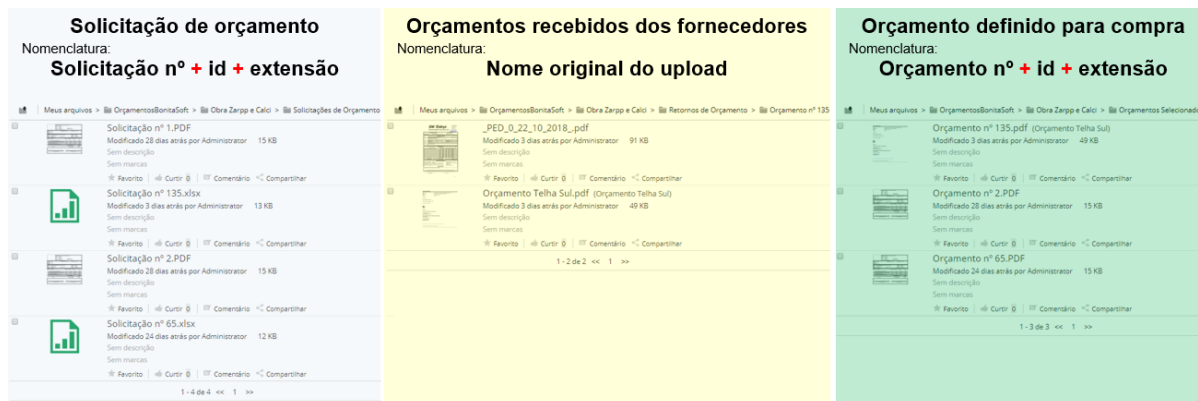 Solicitação de orçamento
Nomenclatura:
Solicitação nº + id + extensão
Meus arquivos > OrçamentosBonitaSoft > Obra Zarpp e Calci > Solicitações de Orçamento
Solicitação nº 1.PDF
Modificado 28 dias atrás por Administrator 15 KB
Sem descrição
Sem marcas
Favorito Curtir 0 Comentário Compartilhar
Solicitação nº 135.xlsx
Modificado 3 dias atrás por Administrator 13 KB
Sem descrição
Sem marcas
Favorito Curtir 0 Comentário Compartilhar
Solicitação nº 2.PDF
Modificado 28 dias atrás por Administrator 15 KB
Sem descrição
Sem marcas
Favorito Curtir 0 Comentário Compartilhar
Solicitação nº 65.xlsx
Modificado 24 dias atrás por Administrator 12 KB
Sem descrição
Sem marcas
Favorito Curtir 0 Comentário Compartilhar
1 - 4 de 4 << 1 >>
Orçamentos recebidos dos fornecedores
Nomenclatura:
Nome original do upload
Meus arquivos > OrçamentosBonitaSoft > Obra Zarpp e Calci > Retornos de Orçamento > Orçamento nº 135
_PED_0_22_10_2018_.pdf
Modificado 3 dias atrás por Administrator 91 KB
Sem descrição
Sem marcas
Favorito Curtir 0 Comentário Compartilhar
Orçamento Telha Sul.pdf (Orçamento Telha Sul)
Modificado 3 dias atrás por Administrator 49 KB
Sem descrição
Sem marcas
Favorito Curtir 0 Comentário Compartilhar
1 - 2 de 2 << 1 >>
Orçamento definido para compra
Nomenclatura:
Orçamento nº + id + extensão
Meus arquivos > OrçamentosBonitaSoft > Obra Zarpp e Calci > Orçamentos Selecionado
Orçamento nº 135.pdf (Orçamento Telha Sul)
Modificado 3 dias atrás por Administrator 49 KB
Sem descrição
Sem marcas
Favorito Curtir 0 Comentário Compartilhar
Orçamento nº 2.PDF
Modificado 28 dias atrás por Administrator 15 KB
Sem descrição
Sem marcas
Favorito Curtir 0 Comentário Compartilhar
Orçamento nº 65.PDF
Modificado 24 dias atrás por Administrator 15 KB
Sem descrição
Sem marcas
Favorito Curtir 0 Comentário Compartilhar
1 - 3 de 3 << 1 >>